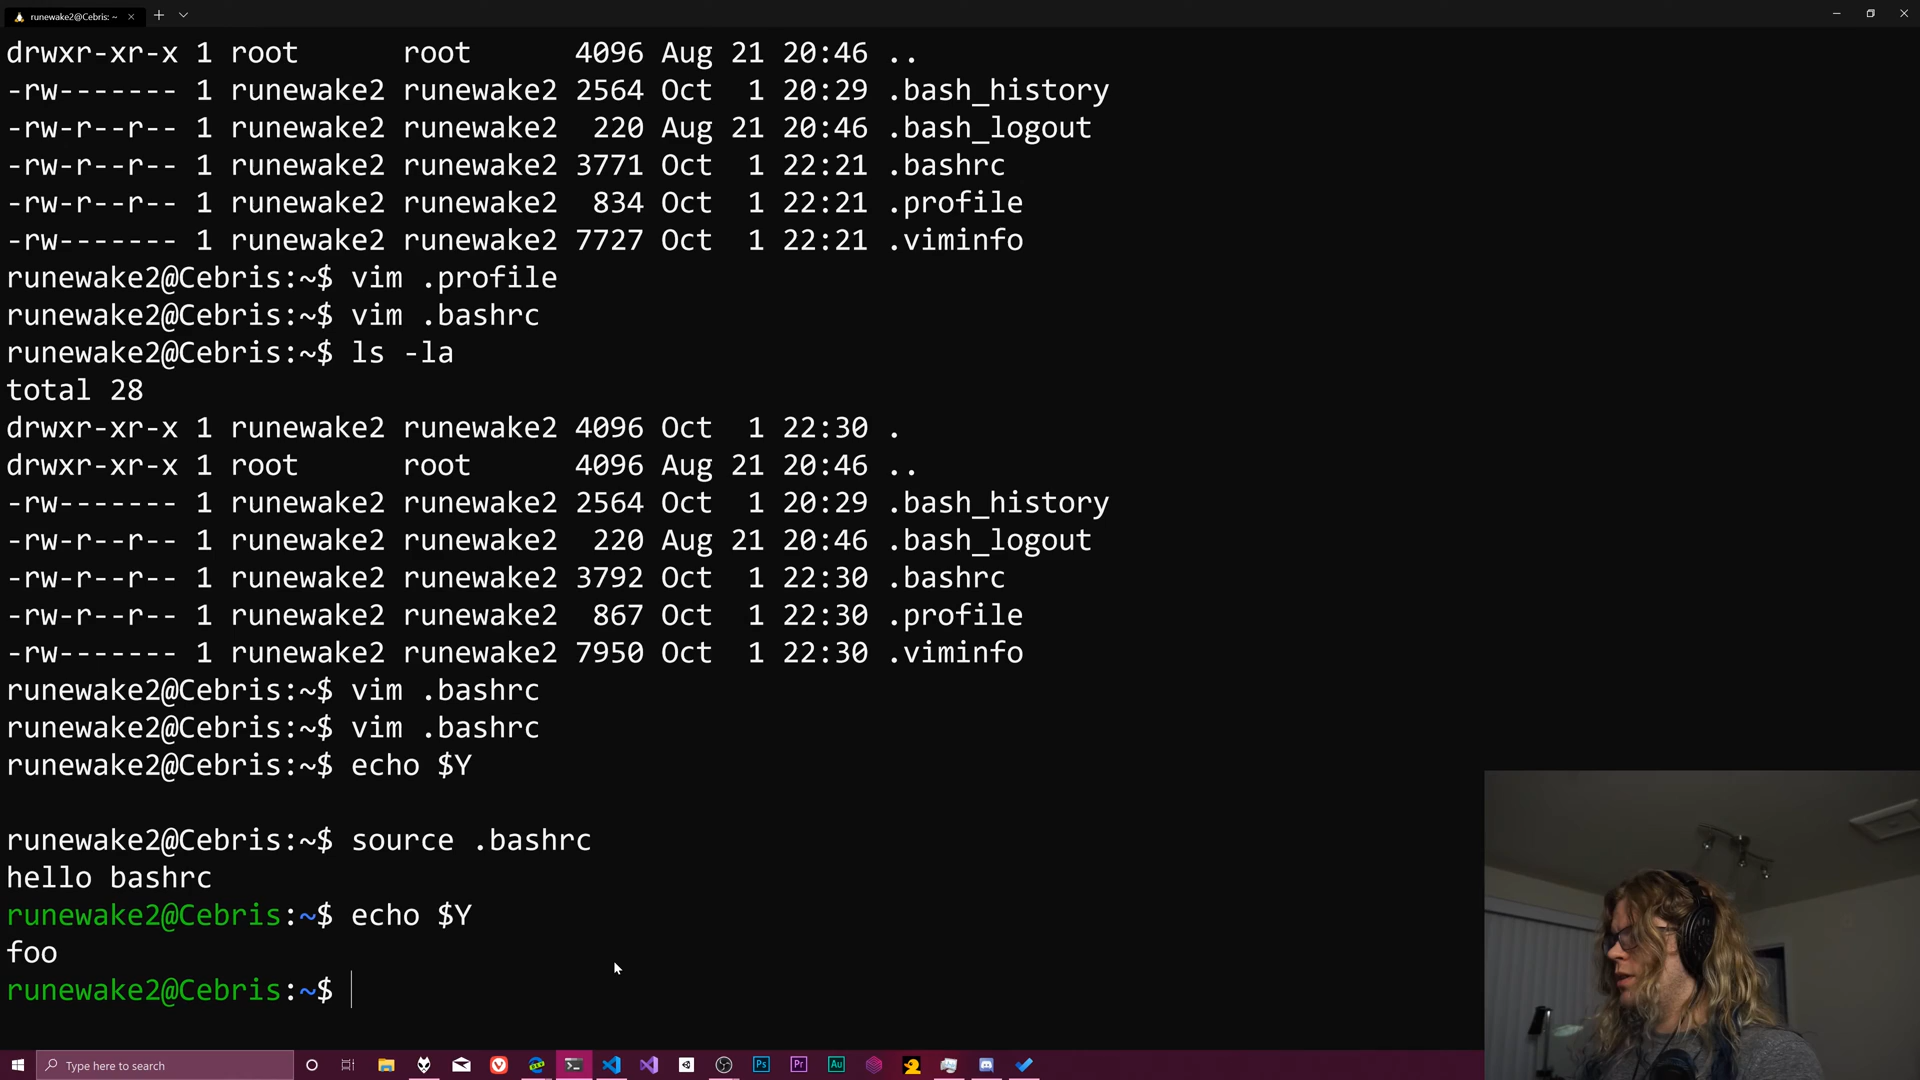 runewake2@Cebris: ~
drwxr-xr-x 1 root      root      4096 Aug 21 20:46 ..
-rw------- 1 runewake2 runewake2 2564 Oct  1 20:29 .bash_history
-rw-r--r-- 1 runewake2 runewake2  220 Aug 21 20:46 .bash_logout
-rw-r--r-- 1 runewake2 runewake2 3771 Oct  1 22:21 .bashrc
-rw-r--r-- 1 runewake2 runewake2  834 Oct  1 22:21 .profile
-rw------- 1 runewake2 runewake2 7727 Oct  1 22:21 .viminfo
runewake2@Cebris:~$ vim .profile
runewake2@Cebris:~$ vim .bashrc
runewake2@Cebris:~$ ls -la
total 28
drwxr-xr-x 1 runewake2 runewake2 4096 Oct  1 22:30 .
drwxr-xr-x 1 root      root      4096 Aug 21 20:46 ..
-rw------- 1 runewake2 runewake2 2564 Oct  1 20:29 .bash_history
-rw-r--r-- 1 runewake2 runewake2  220 Aug 21 20:46 .bash_logout
-rw-r--r-- 1 runewake2 runewake2 3792 Oct  1 22:30 .bashrc
-rw-r--r-- 1 runewake2 runewake2  867 Oct  1 22:30 .profile
-rw------- 1 runewake2 runewake2 7950 Oct  1 22:30 .viminfo
runewake2@Cebris:~$ vim .bashrc
runewake2@Cebris:~$ vim .bashrc
runewake2@Cebris:~$ echo $Y
runewake2@Cebris:~$ source .bashrc
hello bashrc
runewake2@Cebris:~$ echo $Y
foo
runewake2@Cebris:~$
Type here to search
Ps
Pr
Au